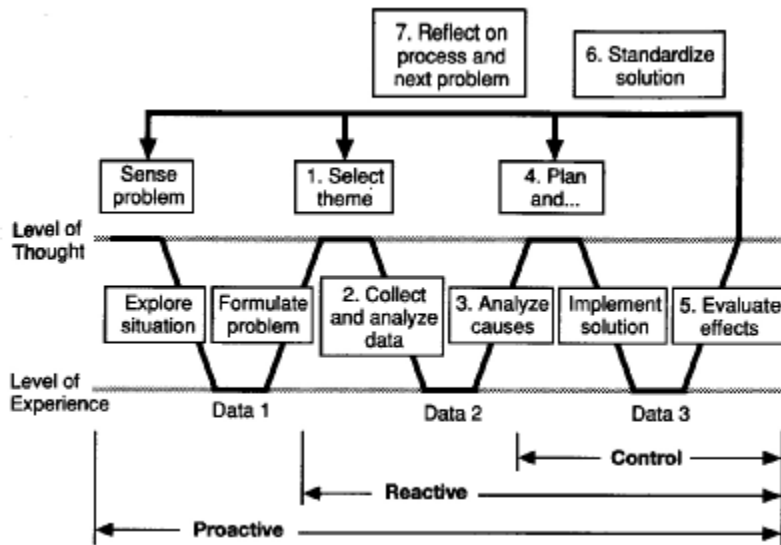 7. Reflect on
process and
next problem
6. Standardize
solution
Sense
problem
1. Select
theme
4. Plan
and...
Level of
Thought
Explore
situation
Formulate
problem
2. Collect
and analyze
data
3. Analyze
causes
Implement
solution
5. Evaluate
effects
Level of
Experience
Data 1
Data 2
Data 3
Control
Reactive
Proactive